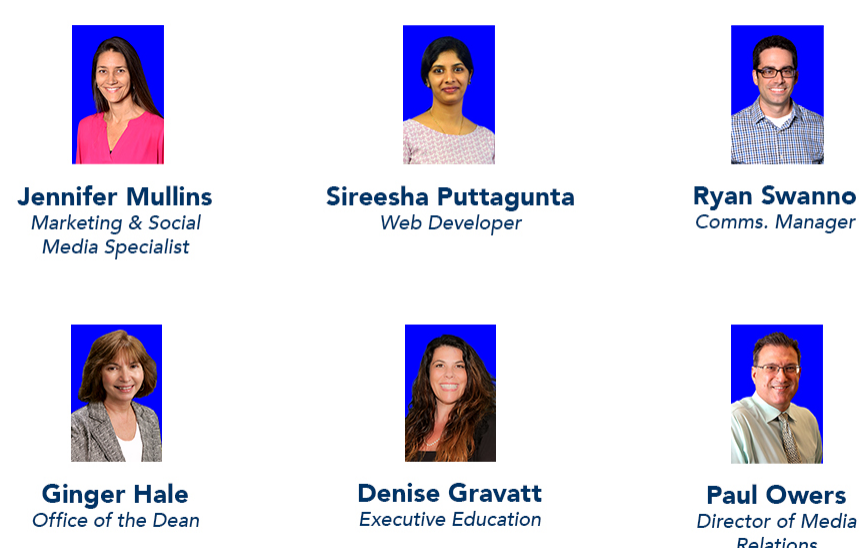 Jennifer Mullins
Marketing & Social
Media Specialist
Sireesha Puttagunta
Web Developer
Ryan Swanno
Comms. Manager
Ginger Hale
Office of the Dean
Denise Gravatt
Executive Education
Paul Owers
Director of Media
Relations